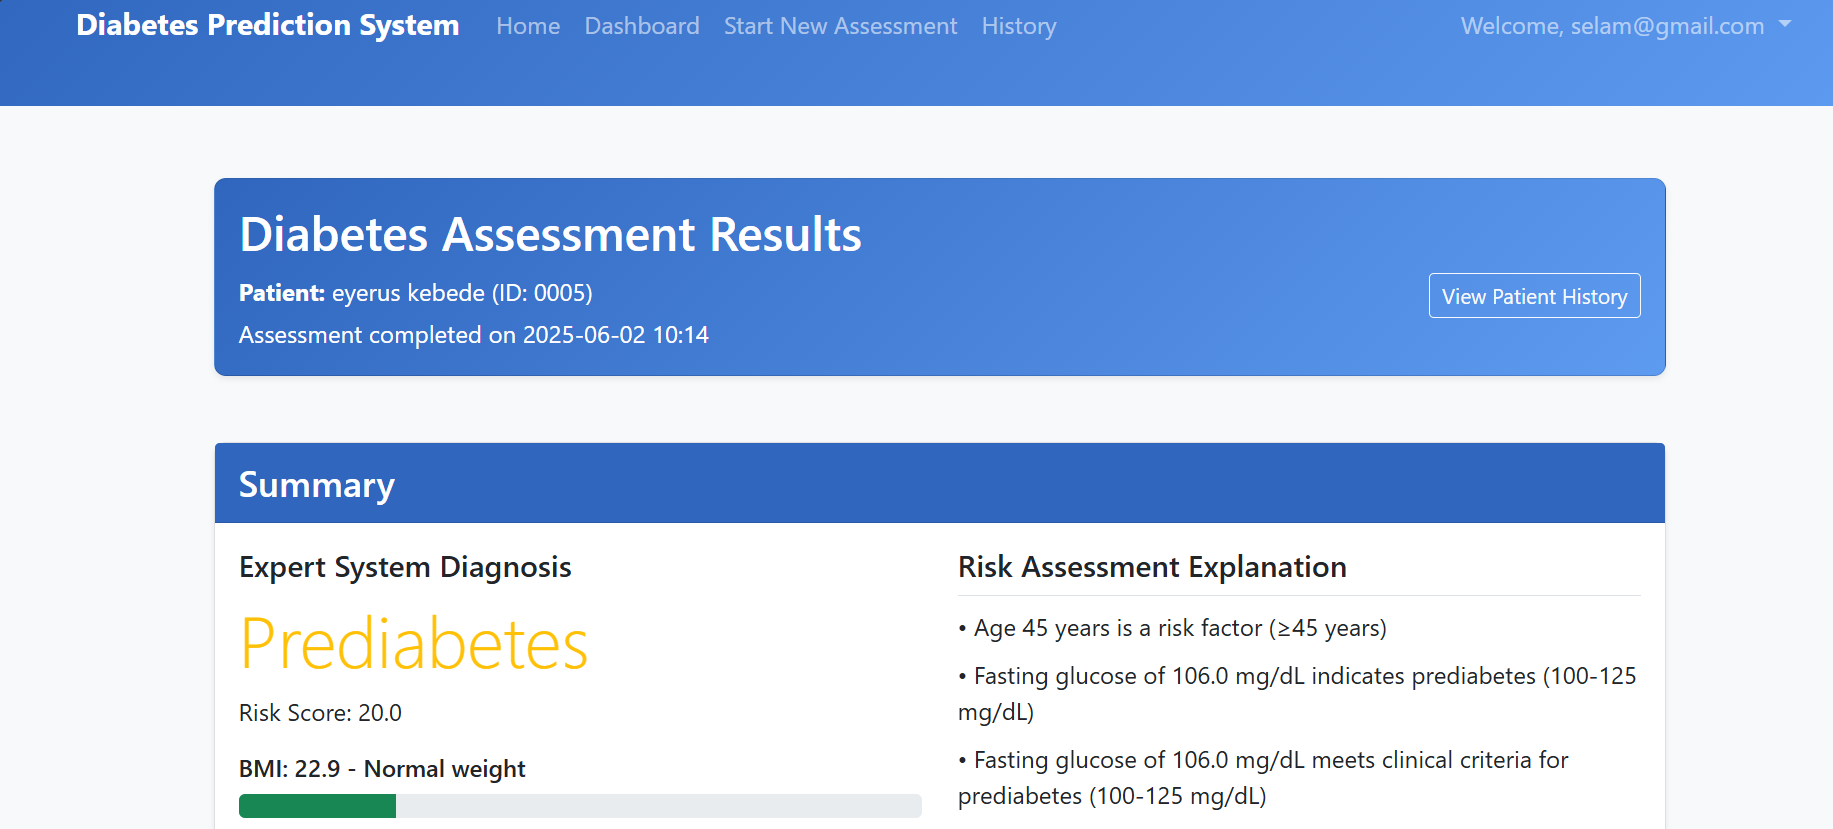 Diabetes Prediction System Home Dashboard Start New Assessment History Welcome, selam@gmail.com
Diabetes Assessment Results
Patient: eyerus kebede (ID: 0005)
Assessment completed on 2025-06-02 10:14
View Patient History
Summary
Expert System Diagnosis
Prediabetes
Risk Score: 20.0
BMI: 22.9 - Normal weight
Risk Assessment Explanation
• Age 45 years is a risk factor (≥45 years)
• Fasting glucose of 106.0 mg/dL indicates prediabetes (100-125
mg/dL)
• Fasting glucose of 106.0 mg/dL meets clinical criteria for
prediabetes (100-125 mg/dL)